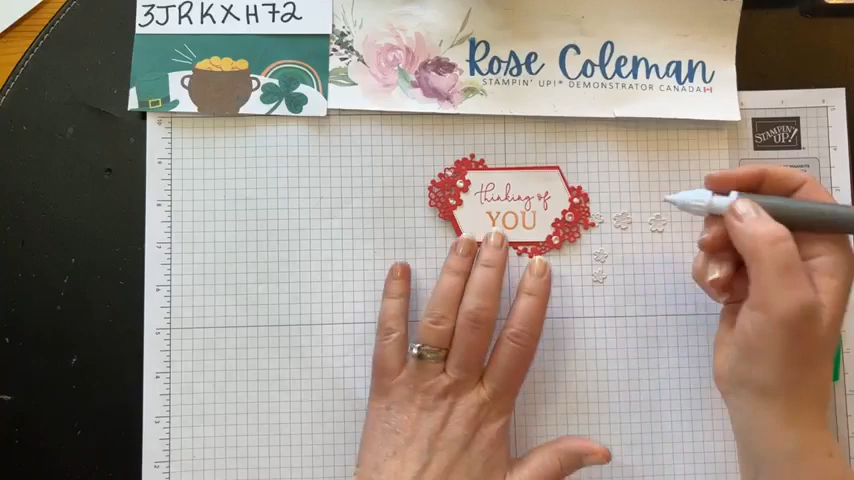 3JRKXH72
Rose Coleman
STAMPIN' UP!® DEMONSTRATOR CANADA
STAMPIN' UP!
thinking of
YOU